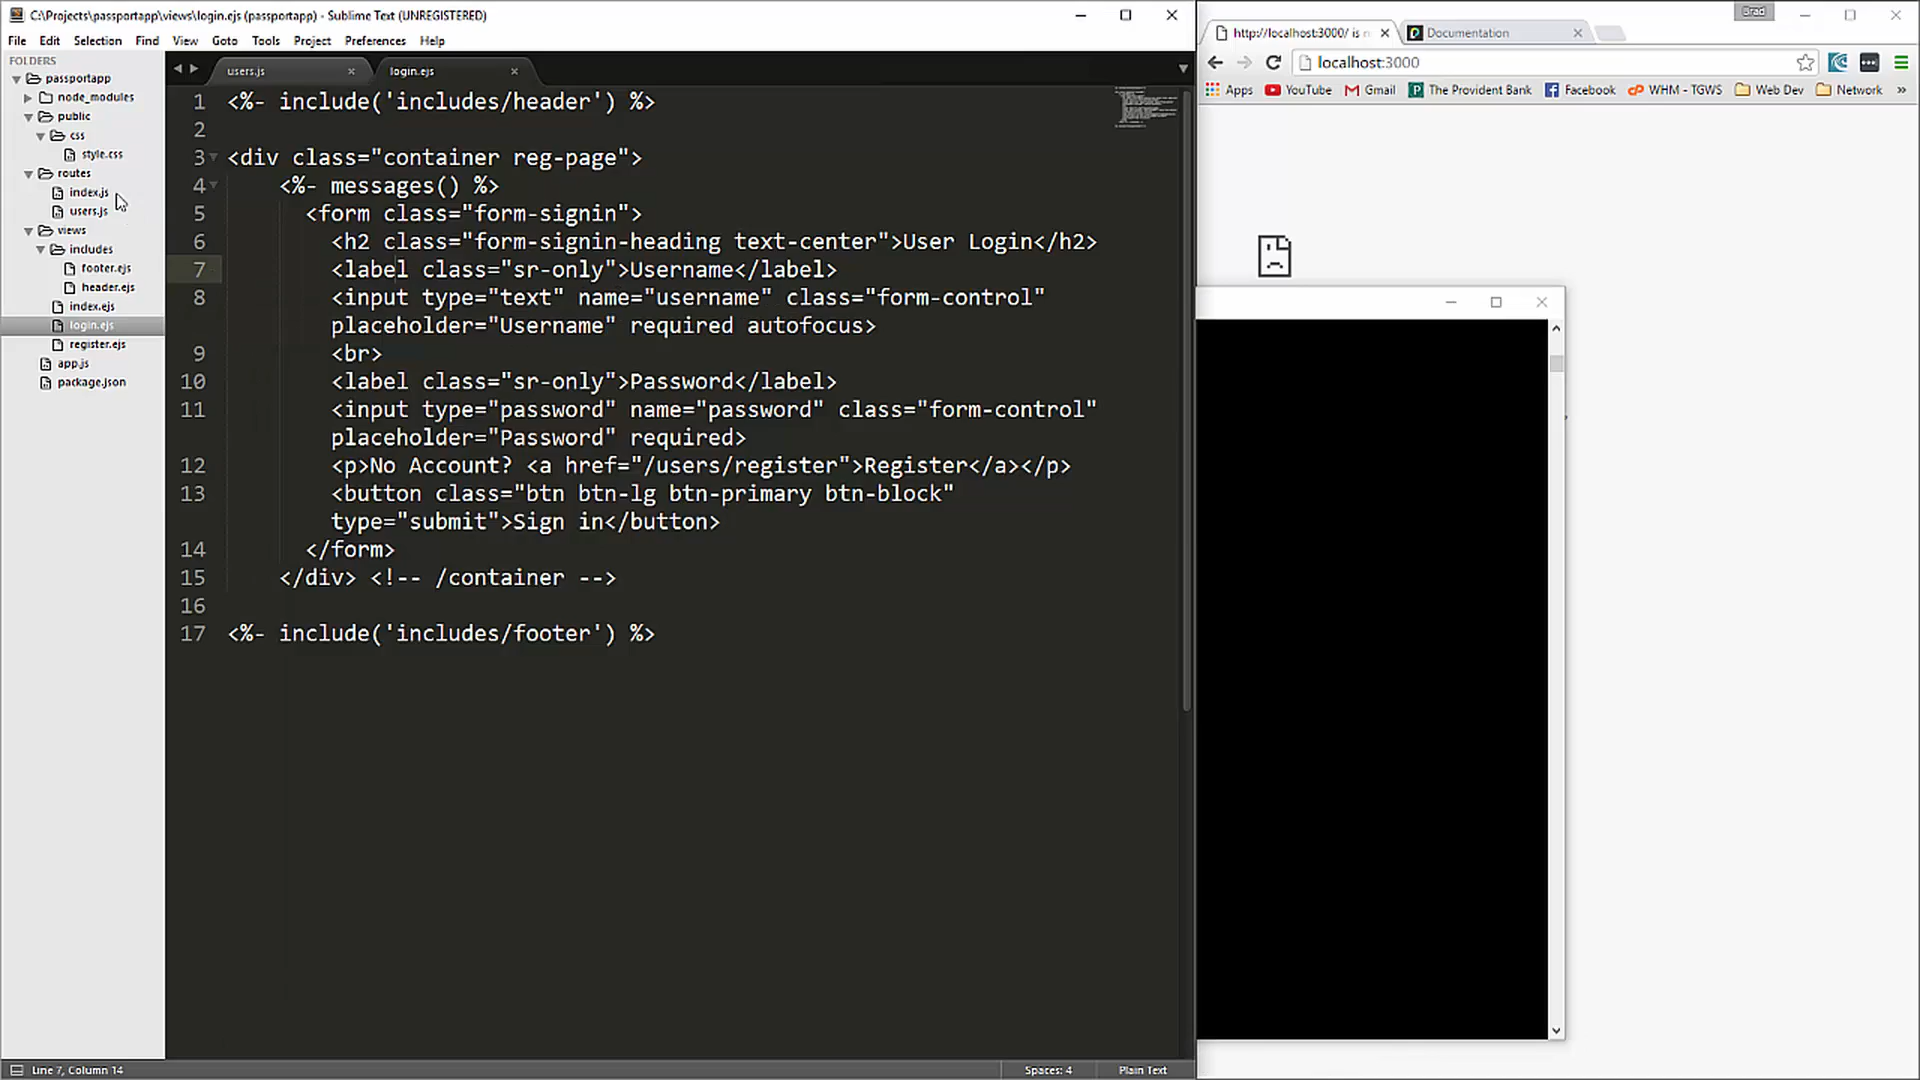 C:\Projects\passportapp\views\login.ejs (passportapp) - Sublime Text (UNREGISTERED)
File Edit Selection Find View Goto Tools Project Preferences Help
FOLDERS
passportapp
node_modules
public
css
style.css
routes
index.js
users.js
views
includes
footer.ejs
header.ejs
index.ejs
login.ejs
register.ejs
app.js
package.json
users.js × login.ejs ×
1 <%- include('includes/header') %>
2
3 <div class="container reg-page">
4 <%- messages() %>
5 <form class="form-signin">
6 <h2 class="form-signin-heading text-center">User Login</h2>
7 <label class="sr-only">Username</label>
8 <input type="text" name="username" class="form-control"
placeholder="Username" required autofocus>
9 <br>
10 <label class="sr-only">Password</label>
11 <input type="password" name="password" class="form-control"
placeholder="Password" required>
12 <p>No Account? <a href="/users/register">Register</a></p>
13 <button class="btn btn-lg btn-primary btn-block"
type="submit">Sign in</button>
14 </form>
15 </div> <!-- /container -->
16
17 <%- include('includes/footer') %>
Line 7, Column 14
Spaces: 4 Plain Text
Brad
http://localhost:3000/ is n × Documentation ×
localhost:3000
Apps YouTube Gmail The Provident Bank Facebook WHM - TGWS Web Dev Network »